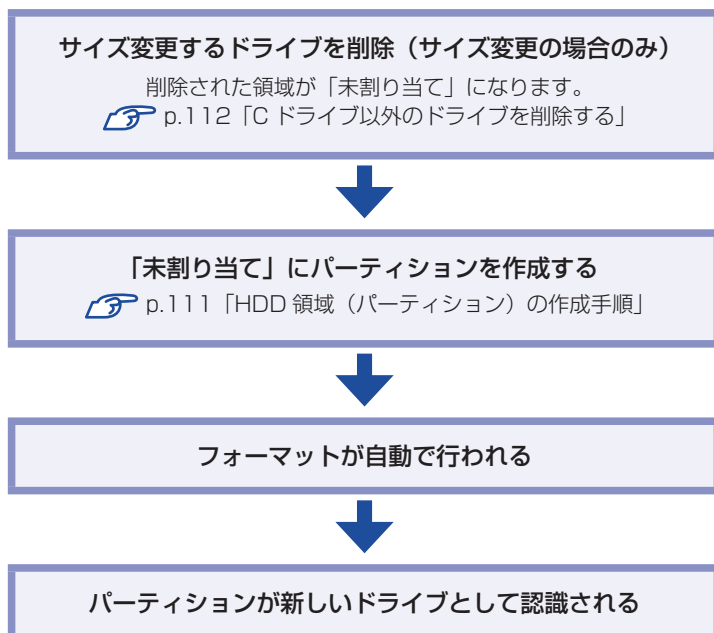 サイズ変更するドライブを削除（サイズ変更の場合のみ）
削除された領域が「未割り当て」になります。
p.112「C ドライブ以外のドライブを削除する」
「未割り当て」にパーティションを作成する
p.111「HDD 領域（パーティション）の作成手順」
フォーマットが自動で行われる
パーティションが新しいドライブとして認識される